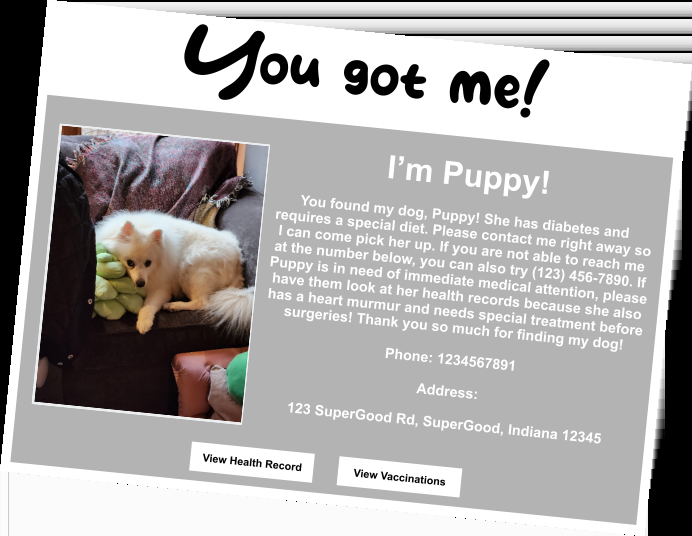 You got me!
I’m Puppy!
You found my dog, Puppy! She has diabetes and
requires a special diet. Please contact me right away so
I can come pick her up. If you are not able to reach me
at the number below, you can also try (123) 456-7890. If
Puppy is in need of immediate medical attention, please
have them look at her health records because she also
has a heart murmur and needs special treatment before
surgeries! Thank you so much for finding my dog!
Phone: 1234567891
Address:
123 SuperGood Rd, SuperGood, Indiana 12345
View Health Record
View Vaccinations